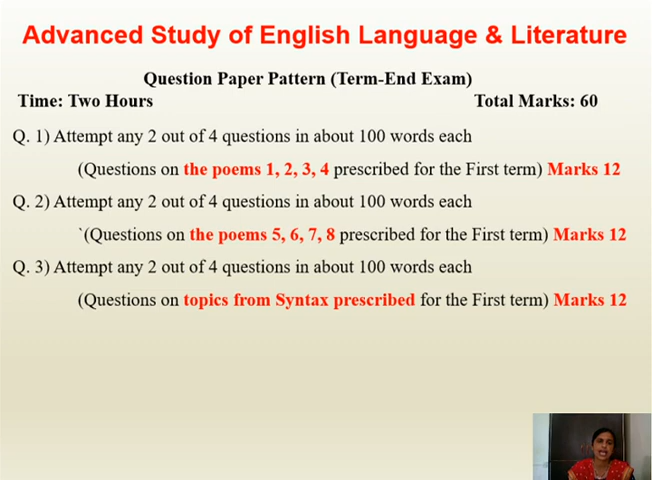 Advanced Study of English Language & Literature
Question Paper Pattern (Term-End Exam)
Time: Two Hours Total Marks: 60
Q. 1) Attempt any 2 out of 4 questions in about 100 words each
(Questions on the poems 1, 2, 3, 4 prescribed for the First term) Marks 12
Q. 2) Attempt any 2 out of 4 questions in about 100 words each
`(Questions on the poems 5, 6, 7, 8 prescribed for the First term) Marks 12
Q. 3) Attempt any 2 out of 4 questions in about 100 words each
(Questions on topics from Syntax prescribed for the First term) Marks 12